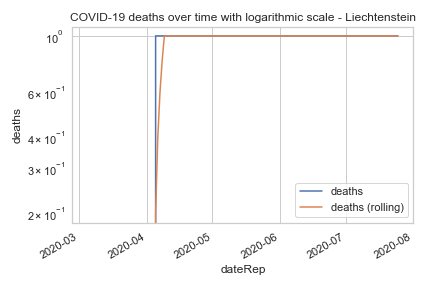 COVID-19 deaths over time with logarithmic scale - Liechtenstein
deaths
10⁰
6 × 10⁻¹
4 × 10⁻¹
3 × 10⁻¹
2 × 10⁻¹
deaths
deaths (rolling)
2020-03
2020-04
2020-05
2020-06
2020-07
2020-08
dateRep